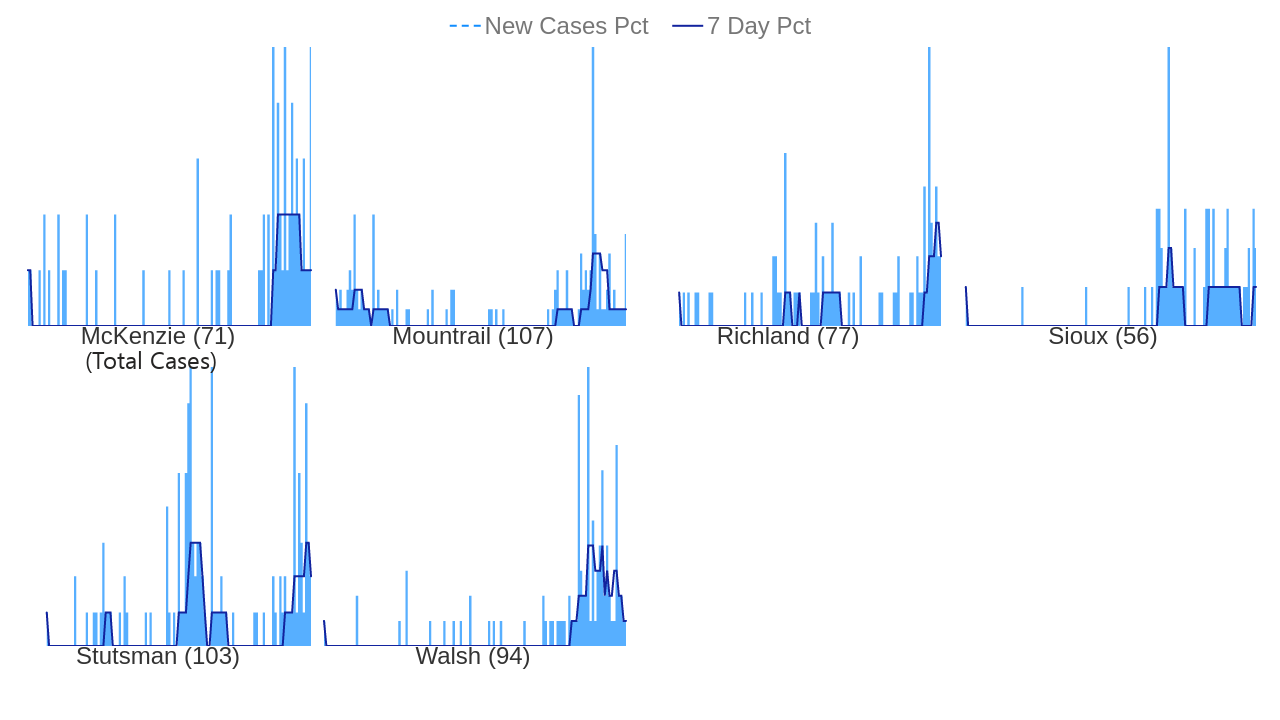 New Cases Pct 7 Day Pct
McKenzie (71) Mountrail (107) Richland (77) Sioux (56)
(Total Cases)
Stutsman (103) Walsh (94)